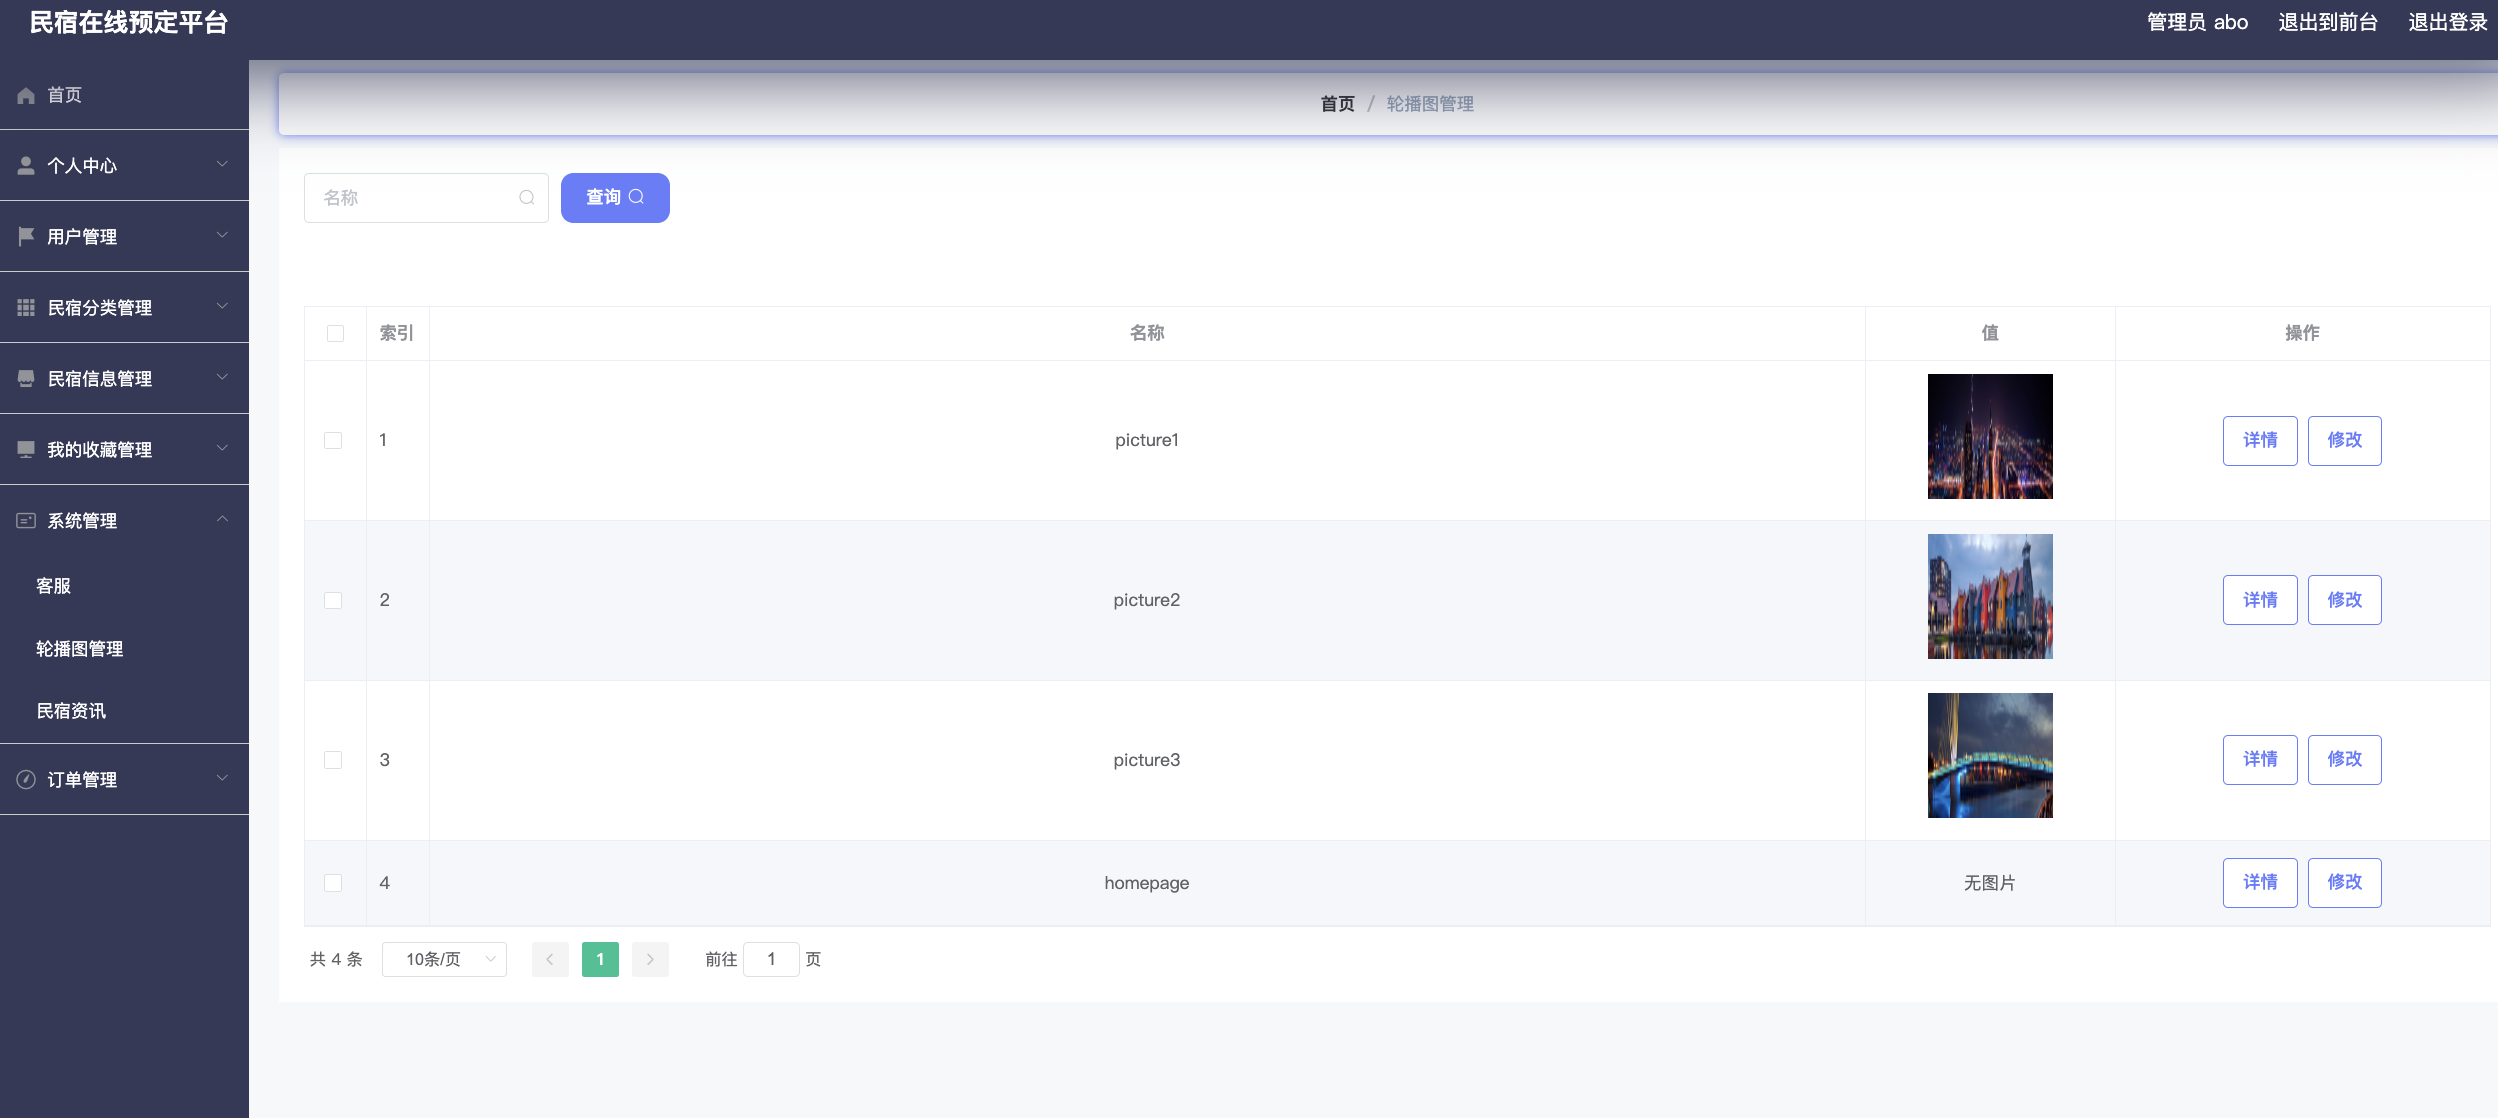 民宿在线预定平台
管理员 abo 退出到前台 退出登录
首页
个人中心
用户管理
民宿分类管理
民宿信息管理
我的收藏管理
系统管理
客服
轮播图管理
民宿资讯
订单管理
首页 / 轮播图管理
名称 查询
索引 名称 值 操作
1 picture1 详情 修改
2 picture2 详情 修改
3 picture3 详情 修改
4 homepage 无图片 详情 修改
共 4 条 10条/页 1 前往 1 页